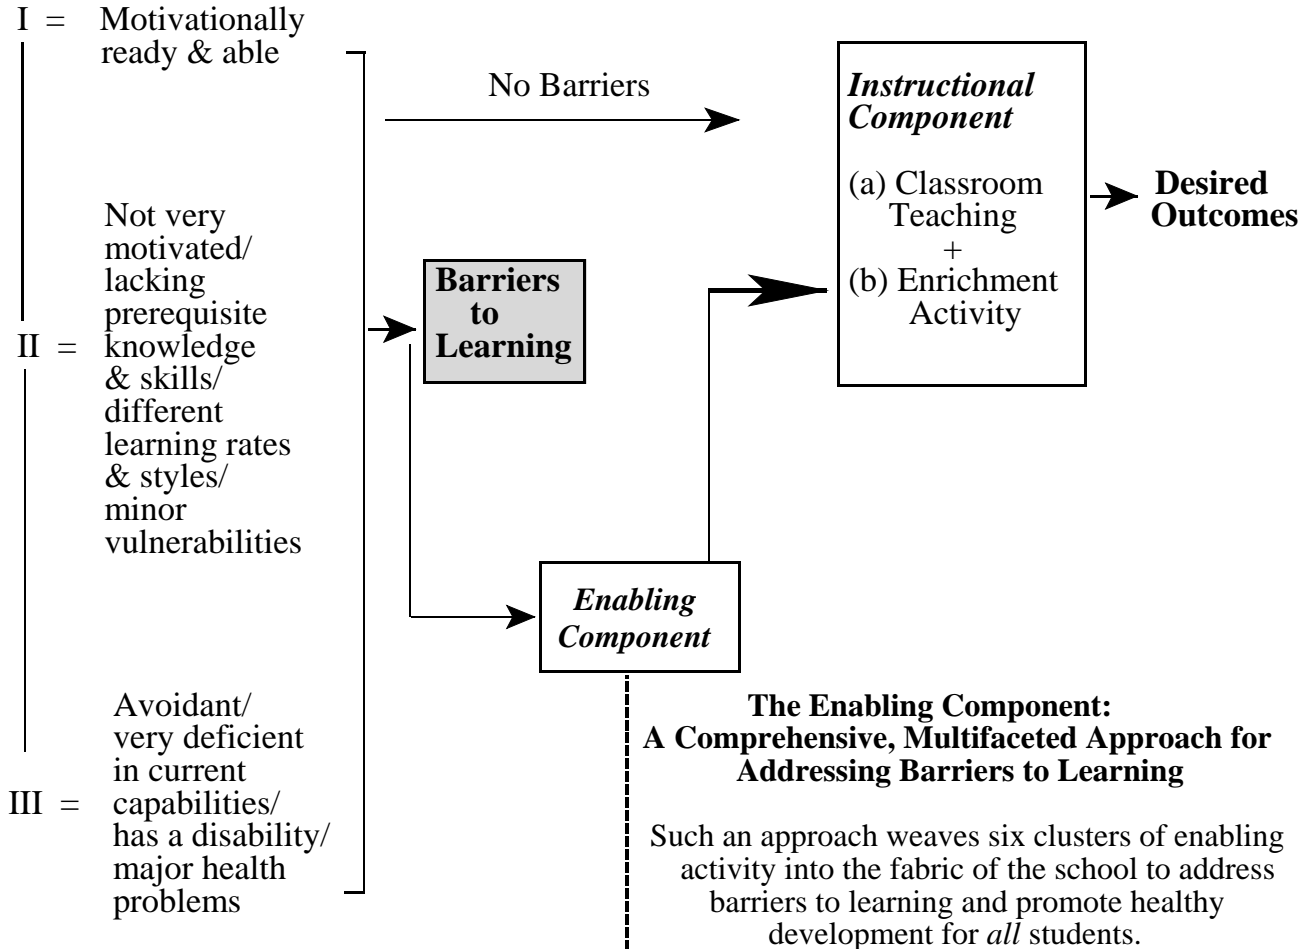 I = Motivationally
ready & able
No Barriers
Instructional
Component
(a) Classroom
Teaching
+
(b) Enrichment
Activity
Desired
Outcomes
Not very
motivated/
lacking
prerequisite
II = knowledge
& skills/
different
learning rates
& styles/
minor
vulnerabilities
Barriers
to
Learning
Enabling
Component
Avoidant/
very deficient
in current
III = capabilities/
has a disability/
major health
problems
The Enabling Component:
A Comprehensive, Multifaceted Approach for
Addressing Barriers to Learning
Such an approach weaves six clusters of enabling
activity into the fabric of the school to address
barriers to learning and promote healthy
development for all students.